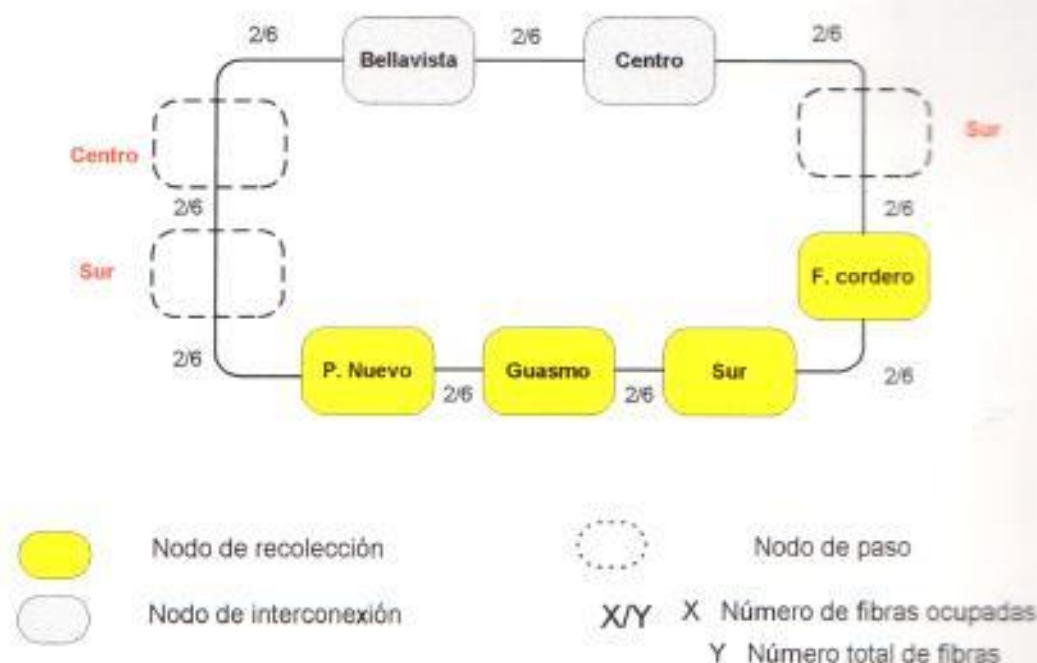 2/6
2/6
2/6
Bellavista
Centro
Centro
Sur
2/6
2/6
Sur
F. cordero
2/6
P. Nuevo
2/6
Guasmo
2/6
Sur
2/6
Nodo de recolección
Nodo de paso
Nodo de interconexión
X/Y X Número de fibras ocupadas
Y Número total de fibras